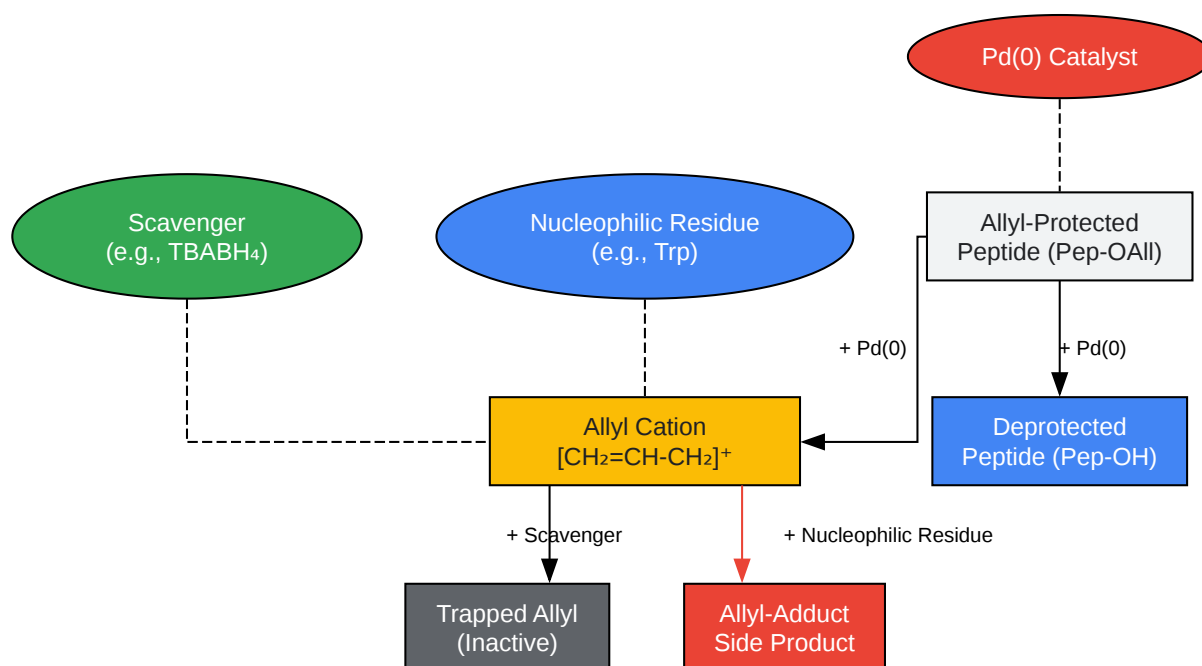 Pd(0) Catalyst
Scavenger
(e.g., TBABH₄)
Nucleophilic Residue
(e.g., Trp)
Allyl-Protected
Peptide (Pep-OAll)
+ Pd(0)
+ Pd(0)
Allyl Cation
[CH₂=CH-CH₂]⁺
Deprotected
Peptide (Pep-OH)
+ Scavenger
+ Nucleophilic Residue
Trapped Allyl
(Inactive)
Allyl-Adduct
Side Product